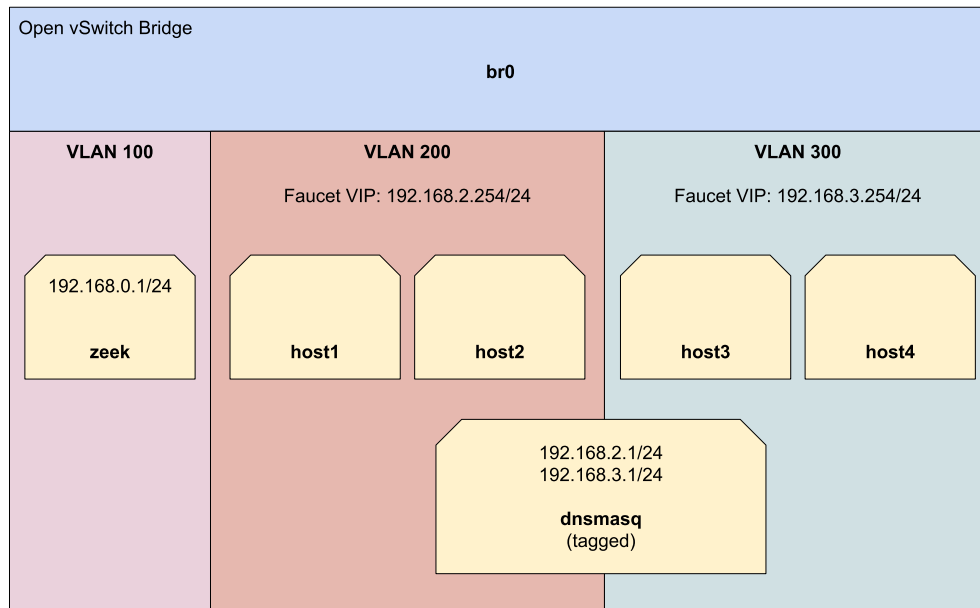 Open vSwitch Bridge
br0
VLAN 100
VLAN 200
Faucet VIP: 192.168.2.254/24
VLAN 300
Faucet VIP: 192.168.3.254/24
192.168.0.1/24
zeek
host1
host2
host3
host4
192.168.2.1/24
192.168.3.1/24
dnsmasq
(tagged)